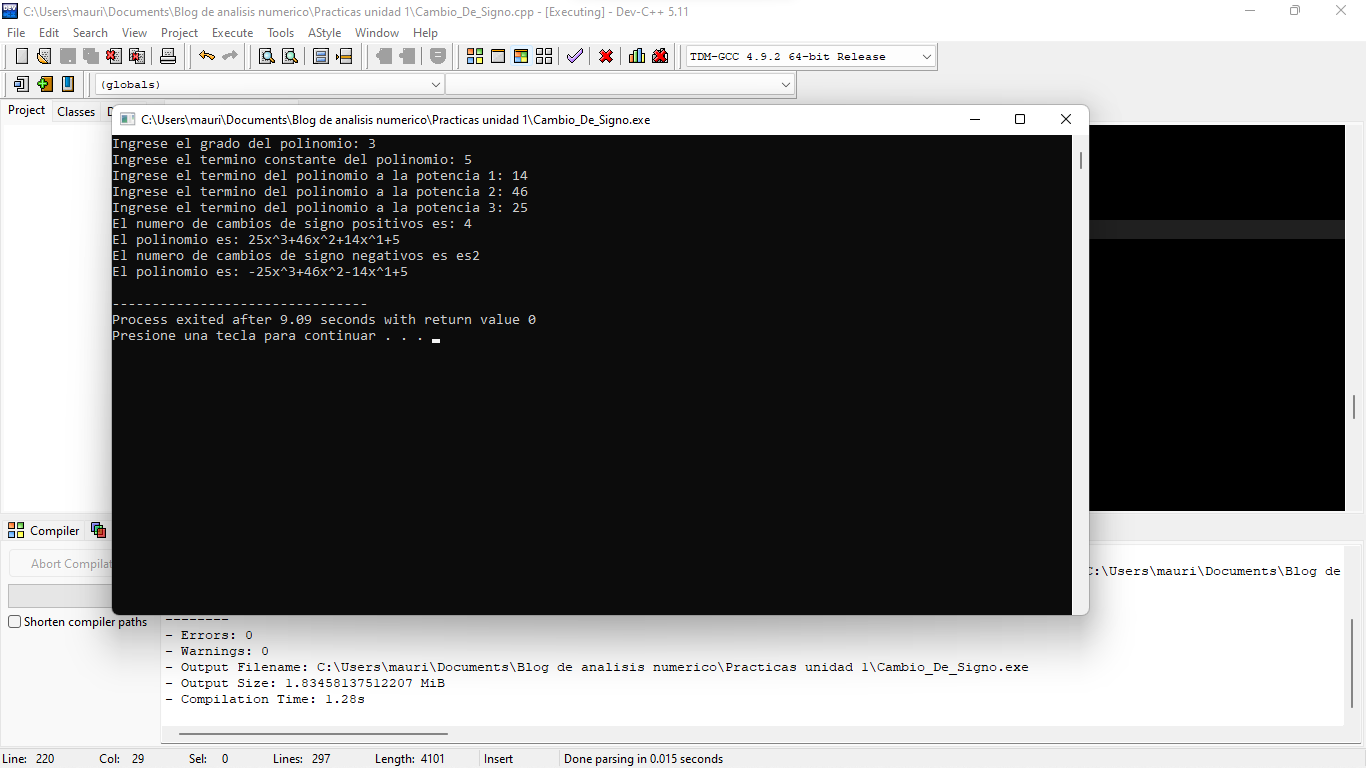 C:\Users\mauri\Documents\Blog de analisis numerico\Practicas unidad 1\Cambio_De_Signo.cpp - [Executing] - Dev-C++ 5.11
File Edit Search View Project Execute Tools AStyle Window Help
TDM-GCC 4.9.2 64-bit Release
(globals)
Project Classes
C:\Users\mauri\Documents\Blog de analisis numerico\Practicas unidad 1\Cambio_De_Signo.exe
Ingrese el grado del polinomio: 3
Ingrese el termino constante del polinomio: 5
Ingrese el termino del polinomio a la potencia 1: 14
Ingrese el termino del polinomio a la potencia 2: 46
Ingrese el termino del polinomio a la potencia 3: 25
El numero de cambios de signo positivos es: 4
El polinomio es: 25x^3+46x^2+14x^1+5
El numero de cambios de signo negativos es es2
El polinomio es: -25x^3+46x^2-14x^1+5
--------------------------------
Process exited after 9.09 seconds with return value 0
Presione una tecla para continuar . . .
Compiler
Abort Compilat
C:\Users\mauri\Documents\Blog de
Shorten compiler paths
--------
- Errors: 0
- Warnings: 0
- Output Filename: C:\Users\mauri\Documents\Blog de analisis numerico\Practicas unidad 1\Cambio_De_Signo.exe
- Output Size: 1.83458137512207 MiB
- Compilation Time: 1.28s
Line: 220 Col: 29 Sel: 0 Lines: 297 Length: 4101 Insert Done parsing in 0.015 seconds